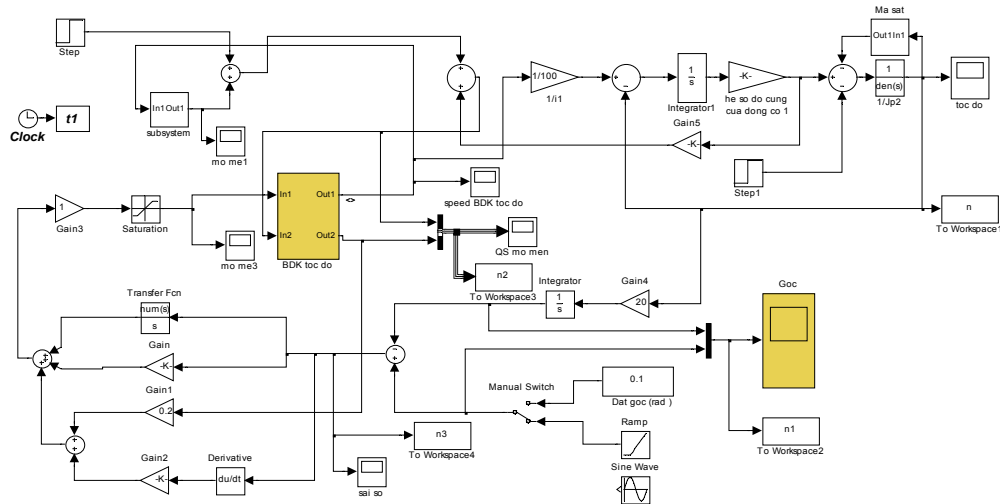 Step
In1Out1
subsystem
mo me1
Clock
t1
1/100
1/i1
1
s
Integrator1
-K-
he so do cung
cua dong co 1
Ma sat
Out1In1
1
den(s)
1/Jp2
toc do
-K-
Gain5
Step1
n
To Workspace1
1
Gain3
Saturation
mo me3
In1
In2
Out1
Out2
BDK toc do
<>
speed BDK toc do
QS mo men
n2
To Workspace3
Integrator
1
s
Gain4
20
Goc
Transfer Fcn
num(s)
s
Gain
-K-
Gain1
0.2
Gain2
-K-
Derivative
du/dt
n3
To Workspace4
sai so
Manual Switch
0.1
Dat goc (rad )
Ramp
Sine Wave
n1
To Workspace2